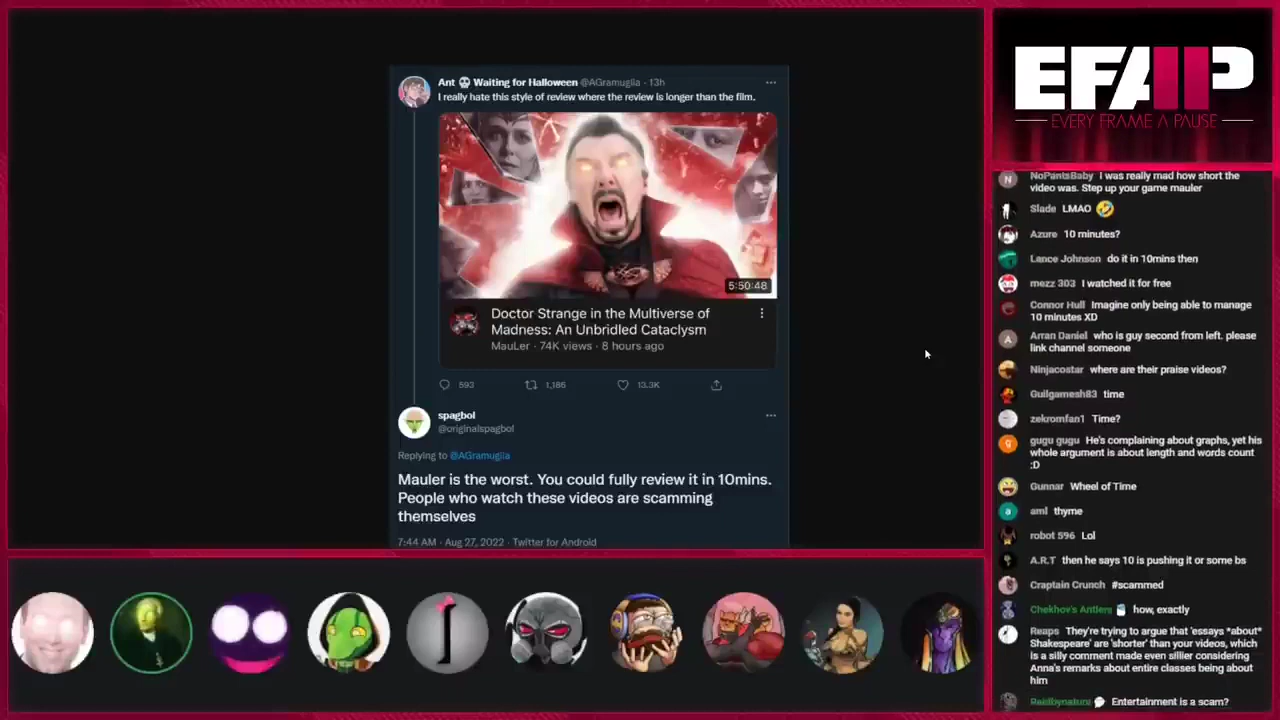 Ant 💀 Waiting for Halloween @AGramuglia · 13h
I really hate this style of review where the review is longer than the film.
5:50:48
Doctor Strange in the Multiverse of
Madness: An Unbridled Cataclysm
MauLer · 74K views · 8 hours ago
593 1,186 13.3K
spagbol
@originalspagbol
Replying to @AGramuglia
Mauler is the worst. You could fully review it in 10mins.
People who watch these videos are scamming
themselves
7:44 AM · Aug 27, 2022 · Twitter for Android
EFAP
EVERY FRAME A PAUSE
N NoPantsBaby I was really mad how short the
video was. Step up your game mauler
Slade LMAO 🤣
Azure 10 minutes?
Lance Johnson do it in 10mins then
mezz 303 I watched it for free
Connor Hull Imagine only being able to manage
10 minutes XD
A Arran Daniel who is guy second from left. please
link channel someone
Ninjacostar where are their praise videos?
Guilgamesh83 time
zekromfan1 Time?
g gugu gugu He's complaining about graphs, yet his
whole argument is about length and words count
:D
Gunnar Wheel of Time
a aml thyme
robot 596 Lol
A.R.T then he says 10 is pushing it or some bs
Craptain Crunch #scammed
Chekhov's Antlers how, exactly
Reaps They're trying to argue that 'essays *about*
Shakespeare' are 'shorter' than your videos, which
is a silly comment made even sillier considering
Anna's remarks about entire classes being about
him
Entertainment is a scam?